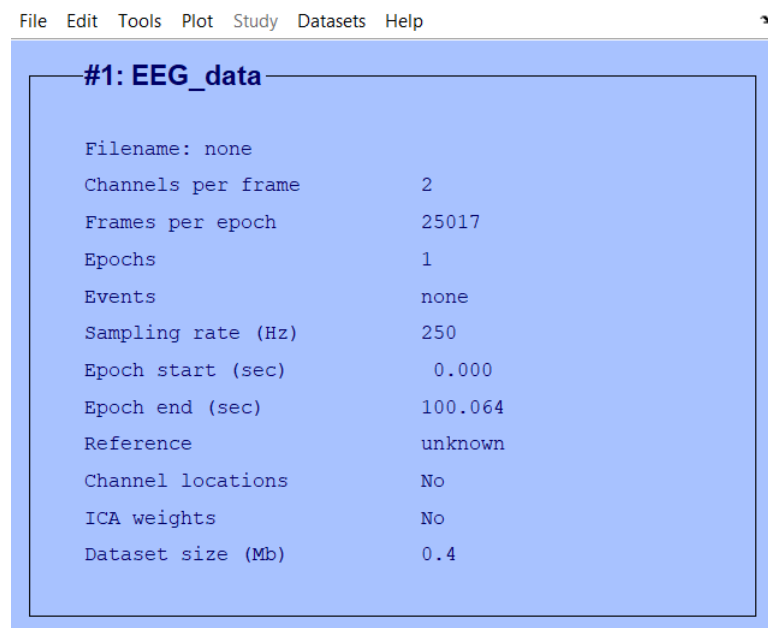 File Edit Tools Plot Study Datasets Help
#1: EEG_data
Filename: none
Channels per frame 2
Frames per epoch 25017
Epochs 1
Events none
Sampling rate (Hz) 250
Epoch start (sec) 0.000
Epoch end (sec) 100.064
Reference unknown
Channel locations No
ICA weights No
Dataset size (Mb) 0.4